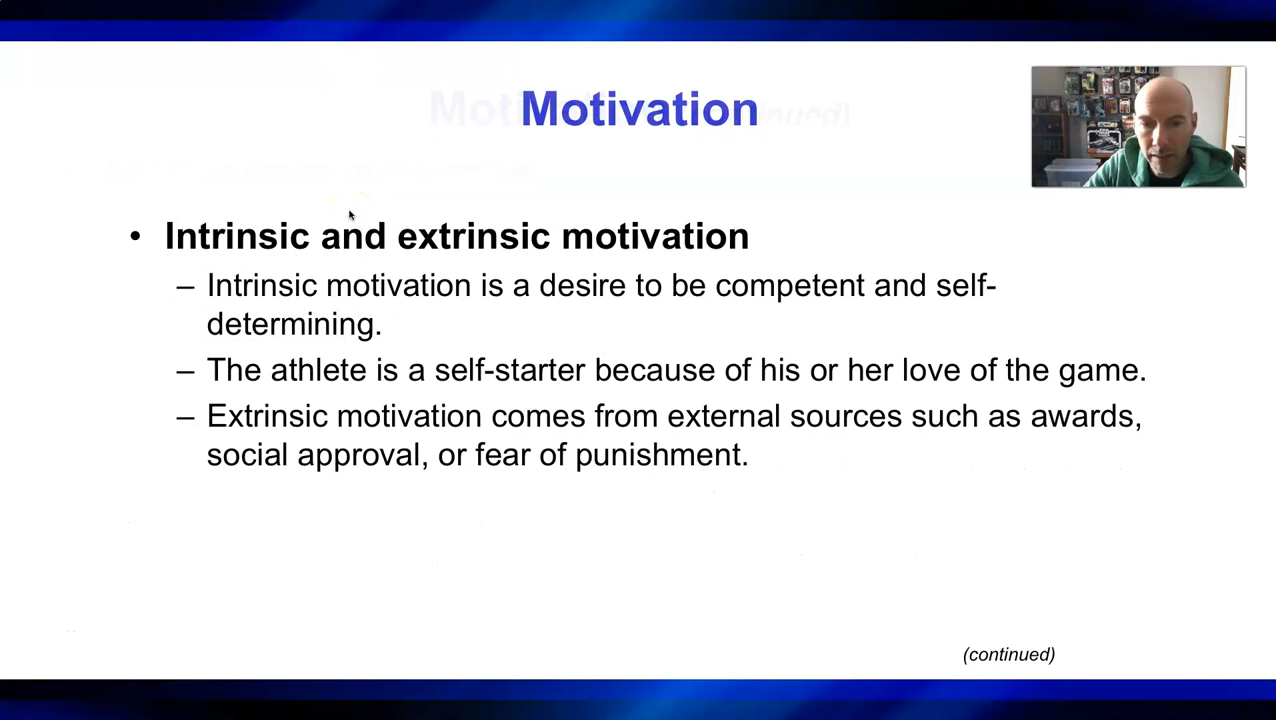 Motivation
• Intrinsic and extrinsic motivation
– Intrinsic motivation is a desire to be competent and self-
determining.
– The athlete is a self-starter because of his or her love of the game.
– Extrinsic motivation comes from external sources such as awards,
social approval, or fear of punishment.
(continued)